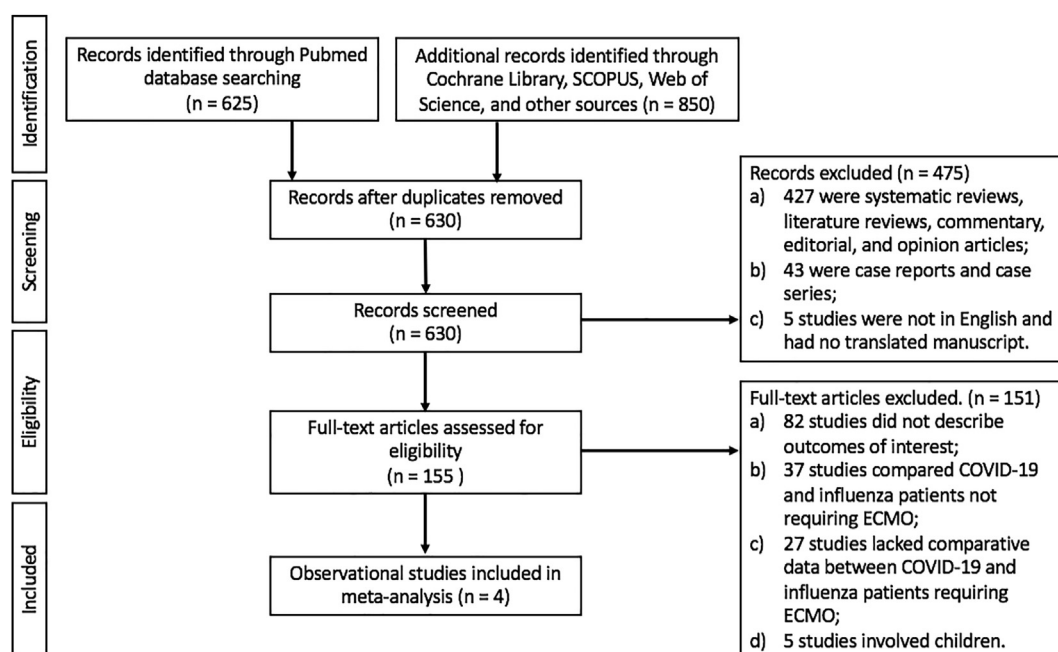 Identification
Records identified through Pubmed
database searching
(n = 625)
Additional records identified through
Cochrane Library, SCOPUS, Web of
Science, and other sources (n = 850)
Screening
Records after duplicates removed
(n = 630)
Records screened
(n = 630)
Records excluded (n = 475)
a) 427 were systematic reviews,
literature reviews, commentary,
editorial, and opinion articles;
b) 43 were case reports and case
series;
c) 5 studies were not in English and
had no translated manuscript.
Eligibility
Full-text articles assessed for
eligibility
(n = 155 )
Full-text articles excluded. (n = 151)
a) 82 studies did not describe
outcomes of interest;
b) 37 studies compared COVID-19
and influenza patients not
requiring ECMO;
c) 27 studies lacked comparative
data between COVID-19 and
influenza patients requiring
ECMO;
d) 5 studies involved children.
Included
Observational studies included in
meta-analysis (n = 4)